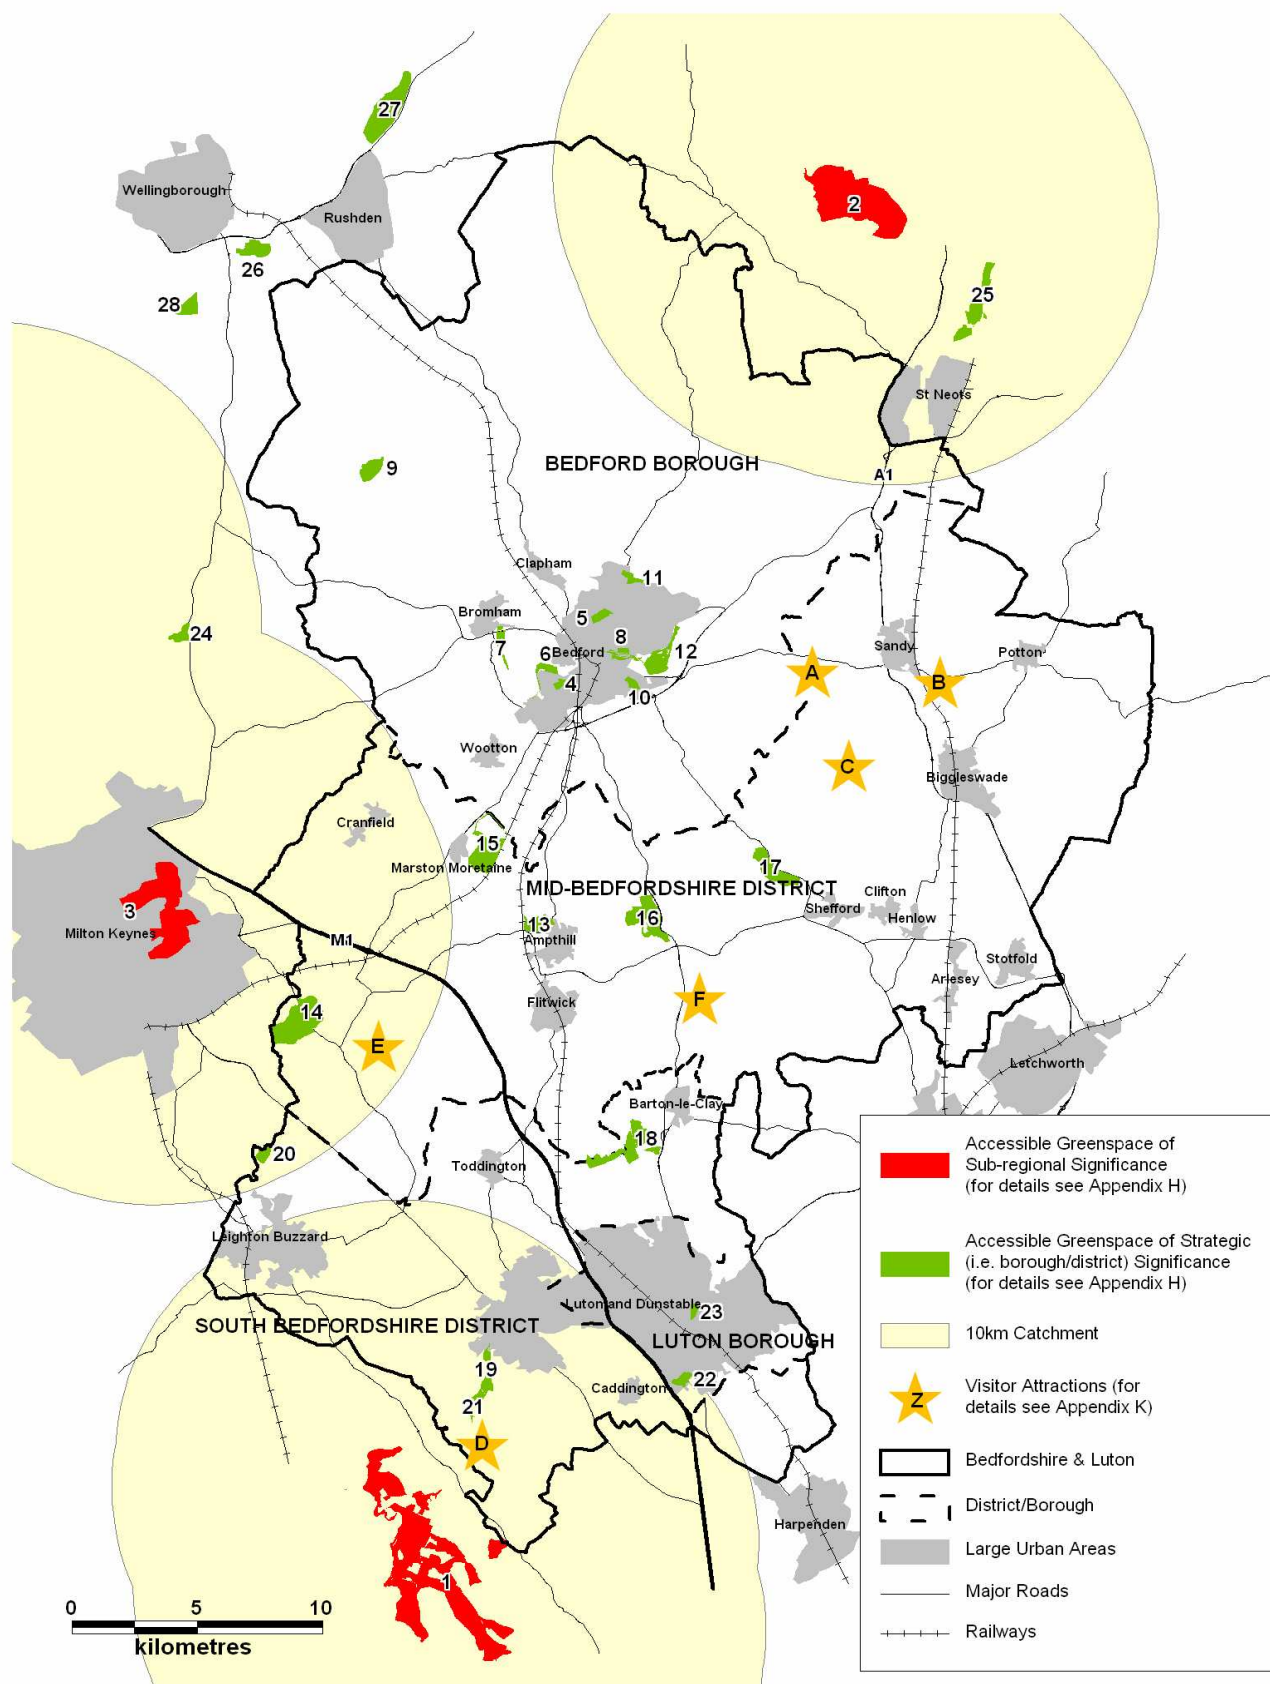 27
Wellingborough
2
Rushden
26
25
28
St Neots
BEDFORD BOROUGH
9
A1
Clapham
11
Bromham
5
24
8
7
Bedford
12
Sandy
Potton
6
A
B
4
10
Wootton
C
Biggleswade
Cranfield
15
Marston Moretaine
17
MID-BEDFORDSHIRE DISTRICT
Clifton
3
Shefford
16
Henlow
13
Milton Keynes
M1
Ampthill
Stotfold
Arlesey
F
Flitwick
14
E
Letchworth
Barton-le-Clay
18
20
Toddington
Leighton Buzzard
Luton and Dunstable
23
SOUTH BEDFORDSHIRE DISTRICT
LUTON BOROUGH
19
22
Caddington
21
D
Harpenden
1
0 5 10
kilometres
Accessible Greenspace of
Sub-regional Significance
(for details see Appendix H)
Accessible Greenspace of Strategic
(i.e. borough/district) Significance
(for details see Appendix H)
10km Catchment
Z
Visitor Attractions (for
details see Appendix K)
Bedfordshire & Luton
District/Borough
Large Urban Areas
Major Roads
Railways